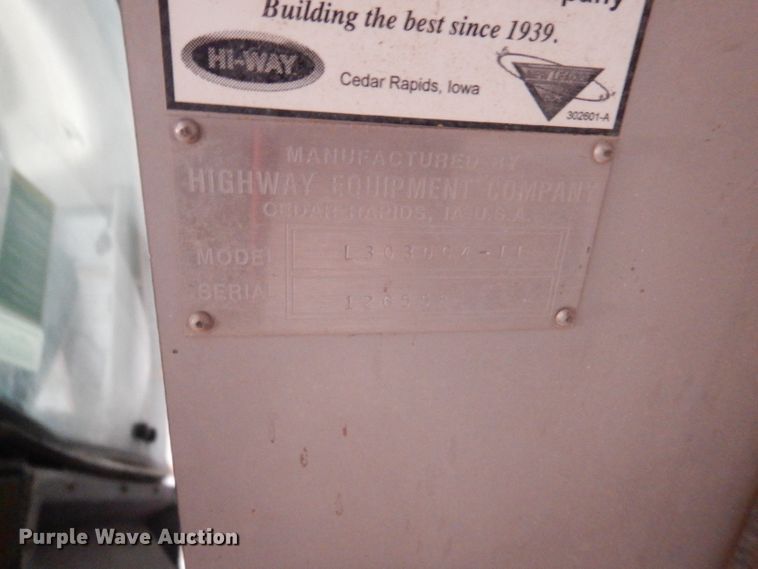 Building the best since 1939.
HI-WAY
Cedar Rapids, Iowa
302601-A
MANUFACTURED BY
HIGHWAY EQUIPMENT COMPANY
CEDAR RAPIDS, IA U.S.A.
MODEL
SERIAL
Purple Wave Auction